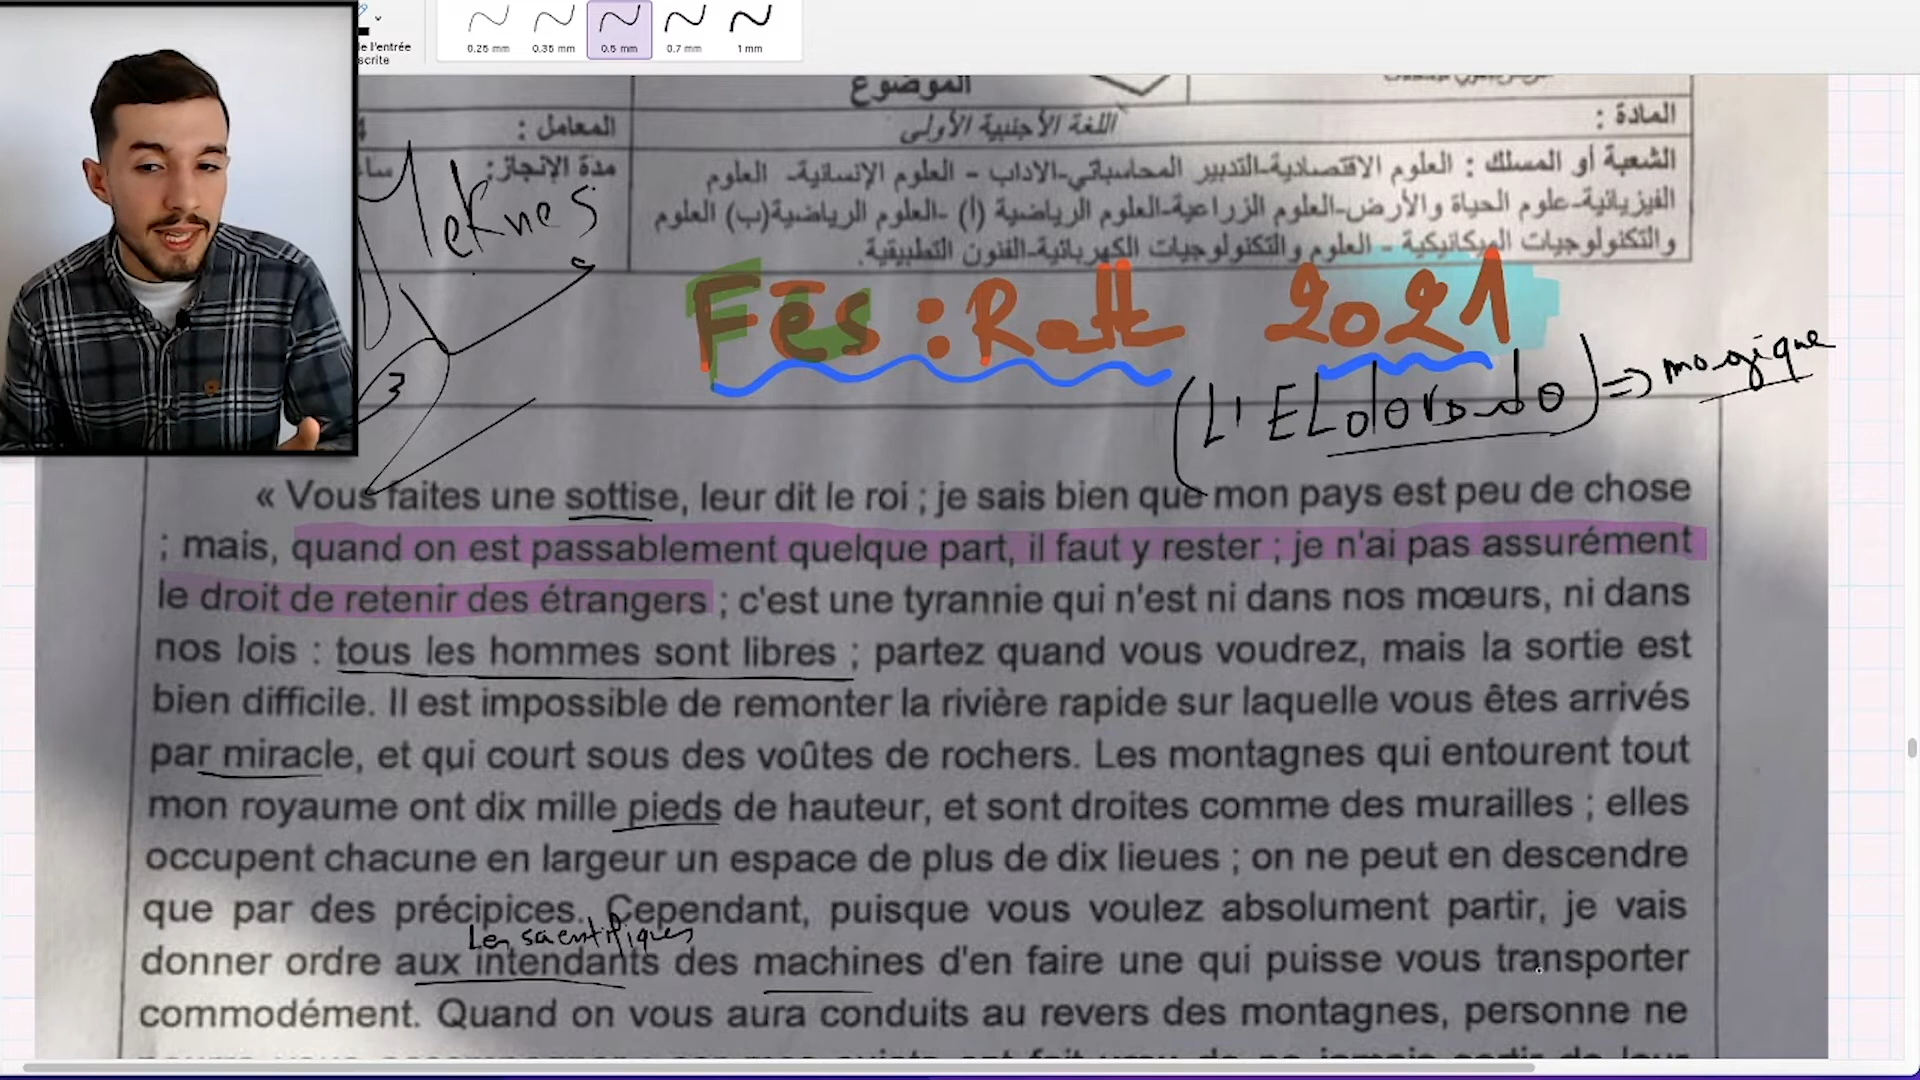 de l'entrée
scrite
0.25 mm 0.35 mm 0.5 mm 0.7 mm 1 mm
الموضوع
المادة : اللغة الأجنبية الأولى المعامل : 4
الشعبة أو المسلك : العلوم الاقتصادية-التدبير المحاسباتي-الاداب - العلوم الإنسانية- العلوم
مدة الإنجاز: ساعتان
الفيزيائية-علوم الحياة والأرض-العلوم الزراعية-العلوم الرياضية (أ) -العلوم الرياضية(ب) العلوم
والتكنولوجيات الميكانيكية - العلوم والتكنولوجيات الكهربائية-الفنون التطبيقية.
Meknes
3
Fès : Ratt 2021
(L'ELdorado) => magique
« Vous faites une sottise, leur dit le roi ; je sais bien que mon pays est peu de chose
; mais, quand on est passablement quelque part, il faut y rester ; je n'ai pas assurément
le droit de retenir des étrangers ; c'est une tyrannie qui n'est ni dans nos mœurs, ni dans
nos lois : tous les hommes sont libres ; partez quand vous voudrez, mais la sortie est
bien difficile. Il est impossible de remonter la rivière rapide sur laquelle vous êtes arrivés
par miracle, et qui court sous des voûtes de rochers. Les montagnes qui entourent tout
mon royaume ont dix mille pieds de hauteur, et sont droites comme des murailles ; elles
occupent chacune en largeur un espace de plus de dix lieues ; on ne peut en descendre
que par des précipices. Cependant, puisque vous voulez absolument partir, je vais
Les scientifiques
donner ordre aux intendants des machines d'en faire une qui puisse vous transporter
commodément. Quand on vous aura conduits au revers des montagnes, personne ne